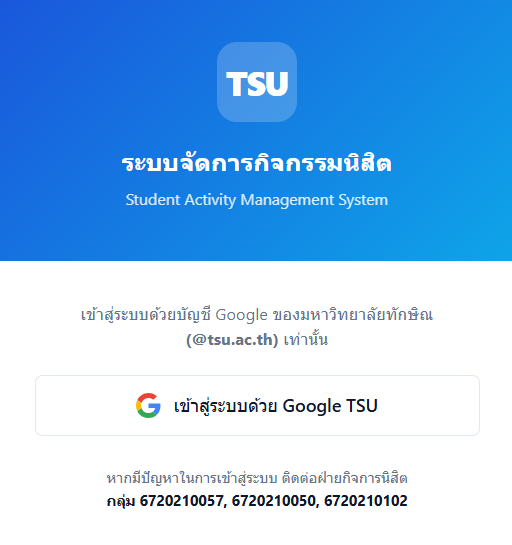 TSU
ระบบจัดการกิจกรรมนิสิต
Student Activity Management System
เข้าสู่ระบบด้วยบัญชี Google ของมหาวิทยาลัยทักษิณ
(@tsu.ac.th) เท่านั้น
เข้าสู่ระบบด้วย Google TSU
หากมีปัญหาในการเข้าสู่ระบบ ติดต่อฝ่ายกิจการนิสิต
กลุ่ม 6720210057, 6720210050, 6720210102